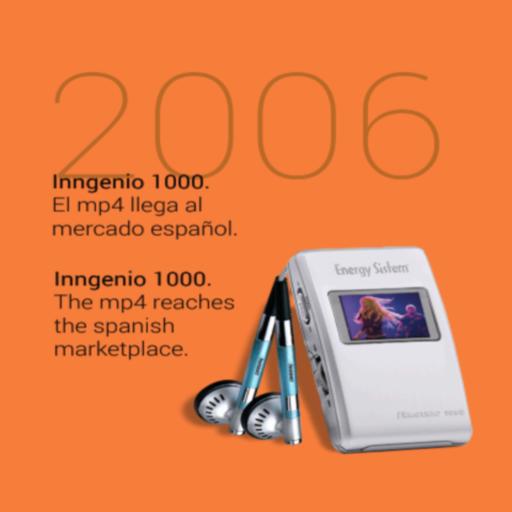 2006
Inngenio 1000.
El mp4 llega al
mercado español.
Inngenio 1000.
The mp4 reaches
the spanish
marketplace.
Energy Sistem